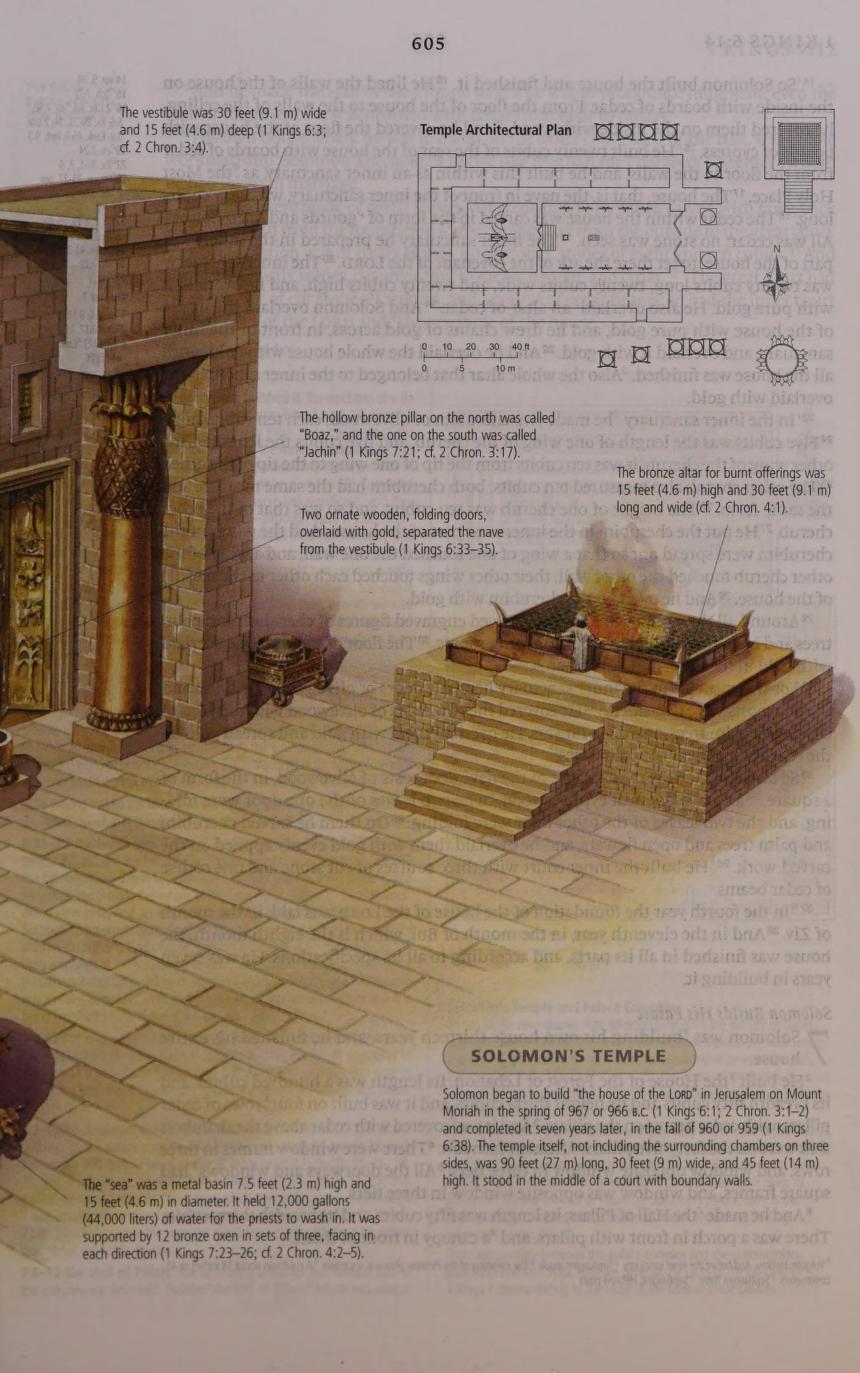 605
The vestibule was 30 feet (9.1 m) wide
and 15 feet (4.6 m) deep (1 Kings 6:3;
cf. 2 Chron. 3:4).
Temple Architectural Plan
N
0 10 20 30 40 ft
0 5 10 m
The hollow bronze pillar on the north was called
“Boaz,” and the one on the south was called
“Jachin” (1 Kings 7:21; cf. 2 Chron. 3:17).
The bronze altar for burnt offerings was
15 feet (4.6 m) high and 30 feet (9.1 m)
long and wide (cf. 2 Chron. 4:1).
Two ornate wooden, folding doors,
overlaid with gold, separated the nave
from the vestibule (1 Kings 6:33–35).
SOLOMON’S TEMPLE
Solomon began to build “the house of the LORD” in Jerusalem on Mount
Moriah in the spring of 967 or 966 B.C. (1 Kings 6:1; 2 Chron. 3:1–2)
and completed it seven years later, in the fall of 960 or 959 (1 Kings
6:38). The temple itself, not including the surrounding chambers on three
sides, was 90 feet (27 m) long, 30 feet (9 m) wide, and 45 feet (14 m)
high. It stood in the middle of a court with boundary walls.
The “sea” was a metal basin 7.5 feet (2.3 m) high and
15 feet (4.6 m) in diameter. It held 12,000 gallons
(44,000 liters) of water for the priests to wash in. It was
supported by 12 bronze oxen in sets of three, facing in
each direction (1 Kings 7:23–26; cf. 2 Chron. 4:2–5).